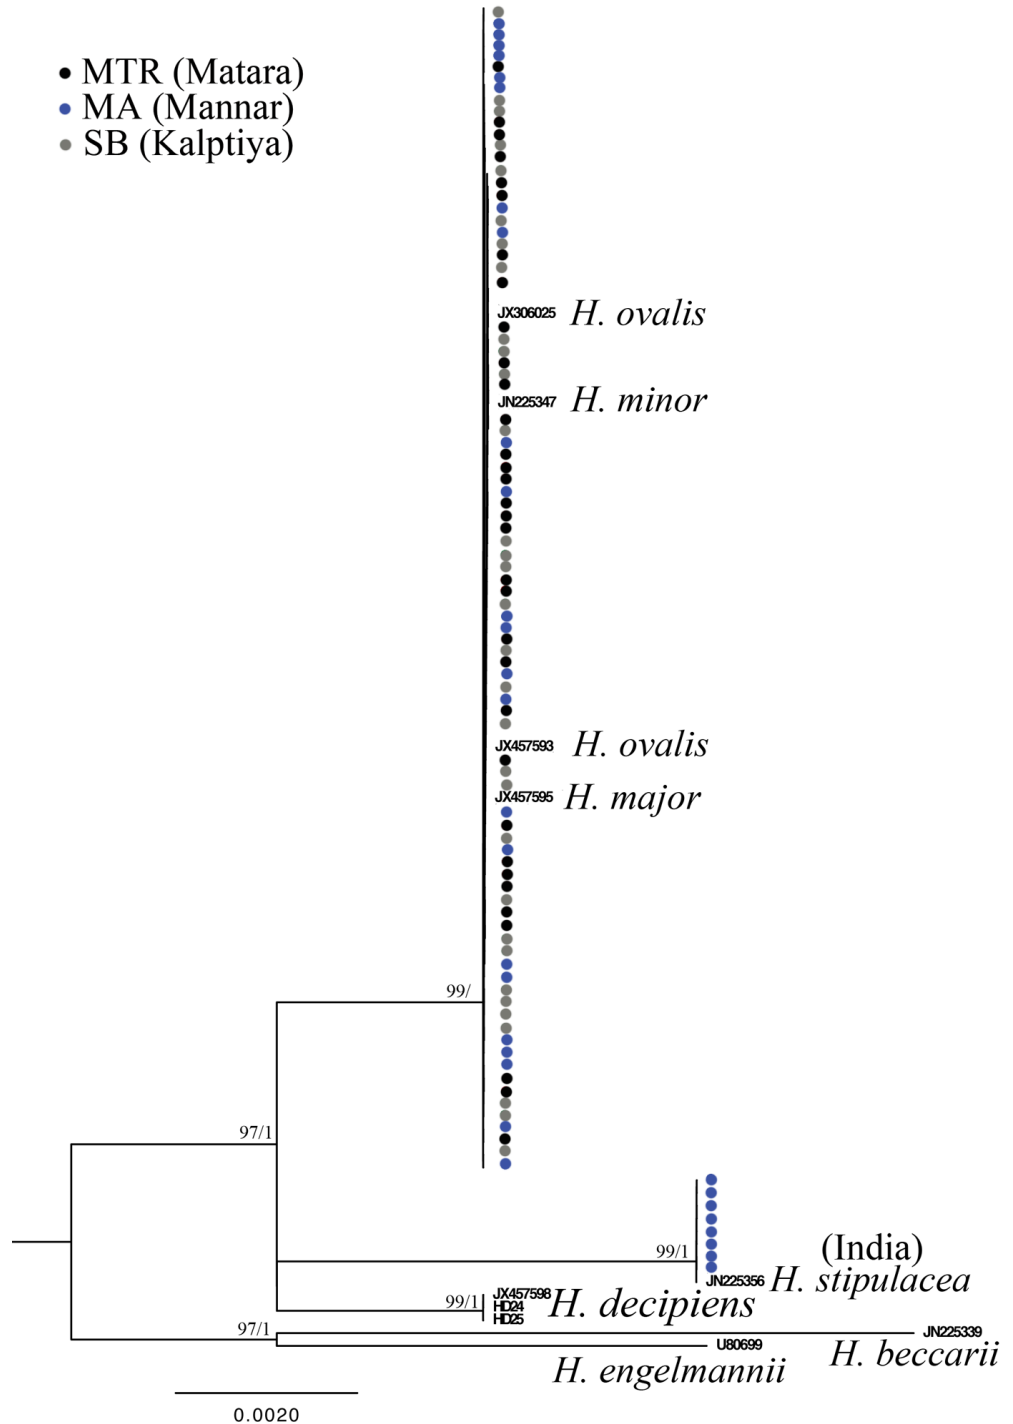 MTR (Matara)
MA (Mannar)
SB (Kalptiya)
JX306025 H. ovalis
JN225347 H. minor
JX457593 H. ovalis
JX457595 H. major
99/
97/1
99/1
(India)
JN225356 H. stipulacea
99/1
JX457598 H. decipiens
HD24
HD25
97/1
JN225339
U80699
H. beccarii
H. engelmannii
0.0020